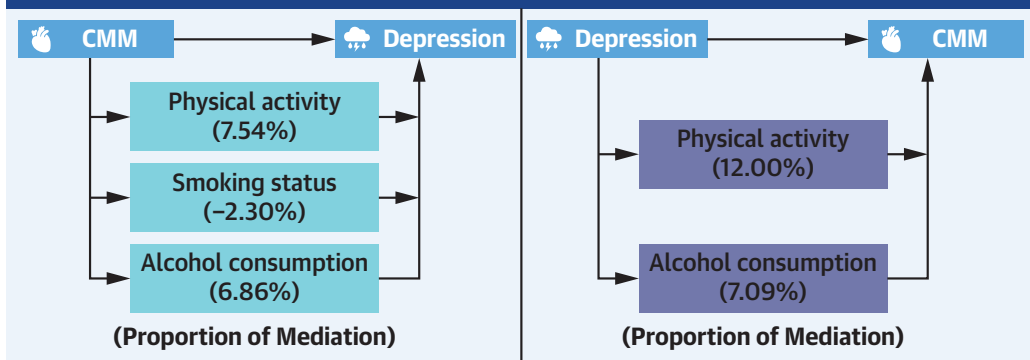 CMM
Depression
Physical activity
(7.54%)
Smoking status
(−2.30%)
Alcohol consumption
(6.86%)
(Proportion of Mediation)
Depression
CMM
Physical activity
(12.00%)
Alcohol consumption
(7.09%)
(Proportion of Mediation)